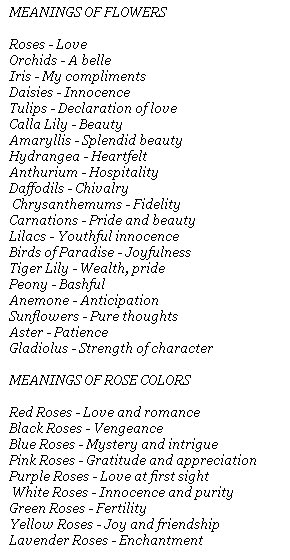 MEANINGS OF FLOWERS
Roses - Love
Orchids - A belle
Iris - My compliments
Daisies - Innocence
Tulips - Declaration of love
Calla Lily - Beauty
Amaryllis - Splendid beauty
Hydrangea - Heartfelt
Anthurium - Hospitality
Daffodils - Chivalry
Chrysanthemums - Fidelity
Carnations - Pride and beauty
Lilacs - Youthful innocence
Birds of Paradise - Joyfulness
Tiger Lily - Wealth, pride
Peony - Bashful
Anemone - Anticipation
Sunflowers - Pure thoughts
Aster - Patience
Gladiolus - Strength of character
MEANINGS OF ROSE COLORS
Red Roses - Love and romance
Black Roses - Vengeance
Blue Roses - Mystery and intrigue
Pink Roses - Gratitude and appreciation
Purple Roses - Love at first sight
White Roses - Innocence and purity
Green Roses - Fertility
Yellow Roses - Joy and friendship
Lavender Roses - Enchantment